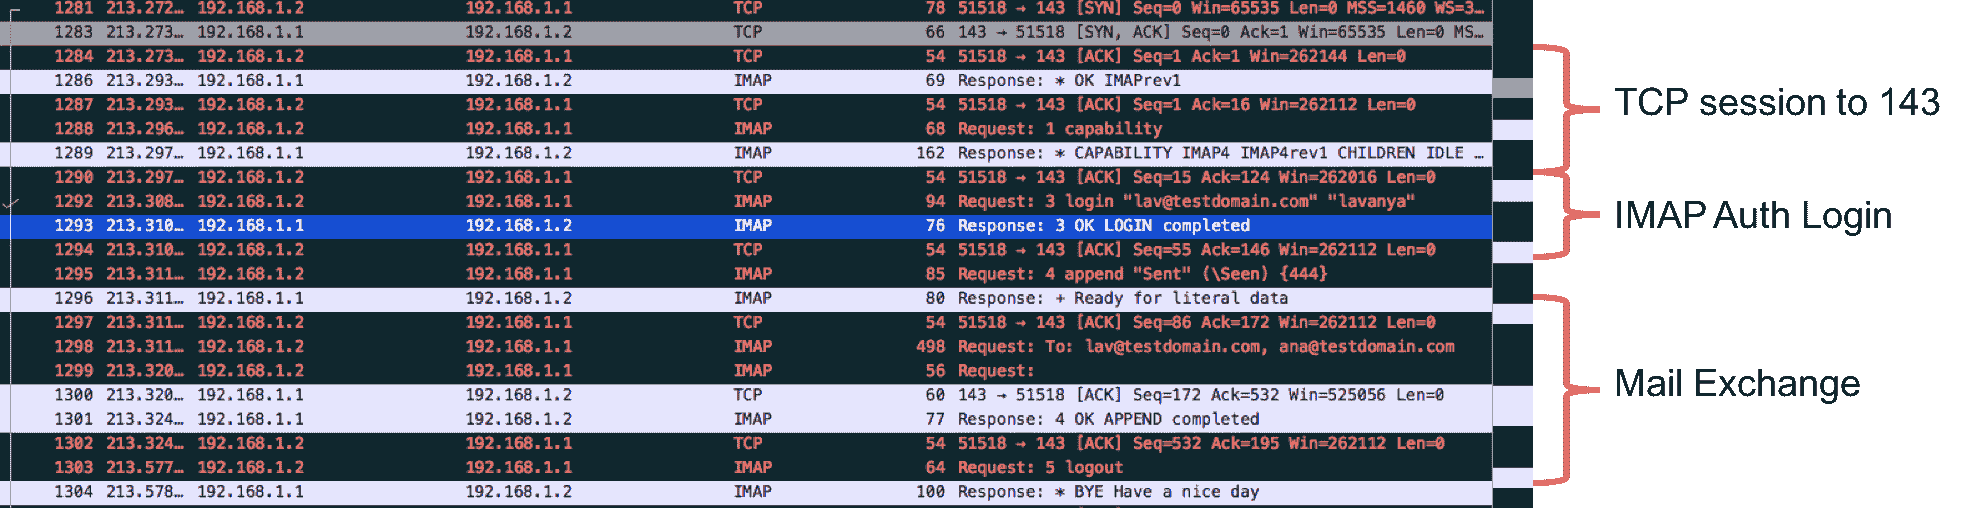 1281 213.272… 192.168.1.2 192.168.1.1 TCP 78 51518 → 143 [SYN] Seq=0 Win=65535 Len=0 MSS=1460 WS=3…
1283 213.273… 192.168.1.1 192.168.1.2 TCP 66 143 → 51518 [SYN, ACK] Seq=0 Ack=1 Win=65535 Len=0 MS…
1284 213.273… 192.168.1.2 192.168.1.1 TCP 54 51518 → 143 [ACK] Seq=1 Ack=1 Win=262144 Len=0
1286 213.293… 192.168.1.1 192.168.1.2 IMAP 69 Response: * OK IMAPrev1
1287 213.293… 192.168.1.2 192.168.1.1 TCP 54 51518 → 143 [ACK] Seq=1 Ack=16 Win=262112 Len=0
TCP session to 143
1288 213.296… 192.168.1.2 192.168.1.1 IMAP 68 Request: 1 capability
1289 213.297… 192.168.1.1 192.168.1.2 IMAP 162 Response: * CAPABILITY IMAP4 IMAP4rev1 CHILDREN IDLE …
1290 213.297… 192.168.1.2 192.168.1.1 TCP 54 51518 → 143 [ACK] Seq=15 Ack=124 Win=262016 Len=0
1292 213.308… 192.168.1.2 192.168.1.1 IMAP 94 Request: 3 login "lav@testdomain.com" "lavanya"
1293 213.310… 192.168.1.1 192.168.1.2 IMAP 76 Response: 3 OK LOGIN completed
IMAP Auth Login
1294 213.310… 192.168.1.2 192.168.1.1 TCP 54 51518 → 143 [ACK] Seq=55 Ack=146 Win=262112 Len=0
1295 213.311… 192.168.1.2 192.168.1.1 IMAP 85 Request: 4 append "Sent" (\Seen) {444}
1296 213.311… 192.168.1.1 192.168.1.2 IMAP 80 Response: + Ready for literal data
1297 213.311… 192.168.1.2 192.168.1.1 TCP 54 51518 → 143 [ACK] Seq=86 Ack=172 Win=262112 Len=0
1298 213.311… 192.168.1.2 192.168.1.1 IMAP 498 Request: To: lav@testdomain.com, ana@testdomain.com
1299 213.320… 192.168.1.2 192.168.1.1 IMAP 56 Request:
Mail Exchange
1300 213.320… 192.168.1.1 192.168.1.2 TCP 60 143 → 51518 [ACK] Seq=172 Ack=532 Win=525056 Len=0
1301 213.324… 192.168.1.1 192.168.1.2 IMAP 77 Response: 4 OK APPEND completed
1302 213.324… 192.168.1.2 192.168.1.1 TCP 54 51518 → 143 [ACK] Seq=532 Ack=195 Win=262112 Len=0
1303 213.577… 192.168.1.2 192.168.1.1 IMAP 64 Request: 5 logout
1304 213.578… 192.168.1.1 192.168.1.2 IMAP 100 Response: * BYE Have a nice day